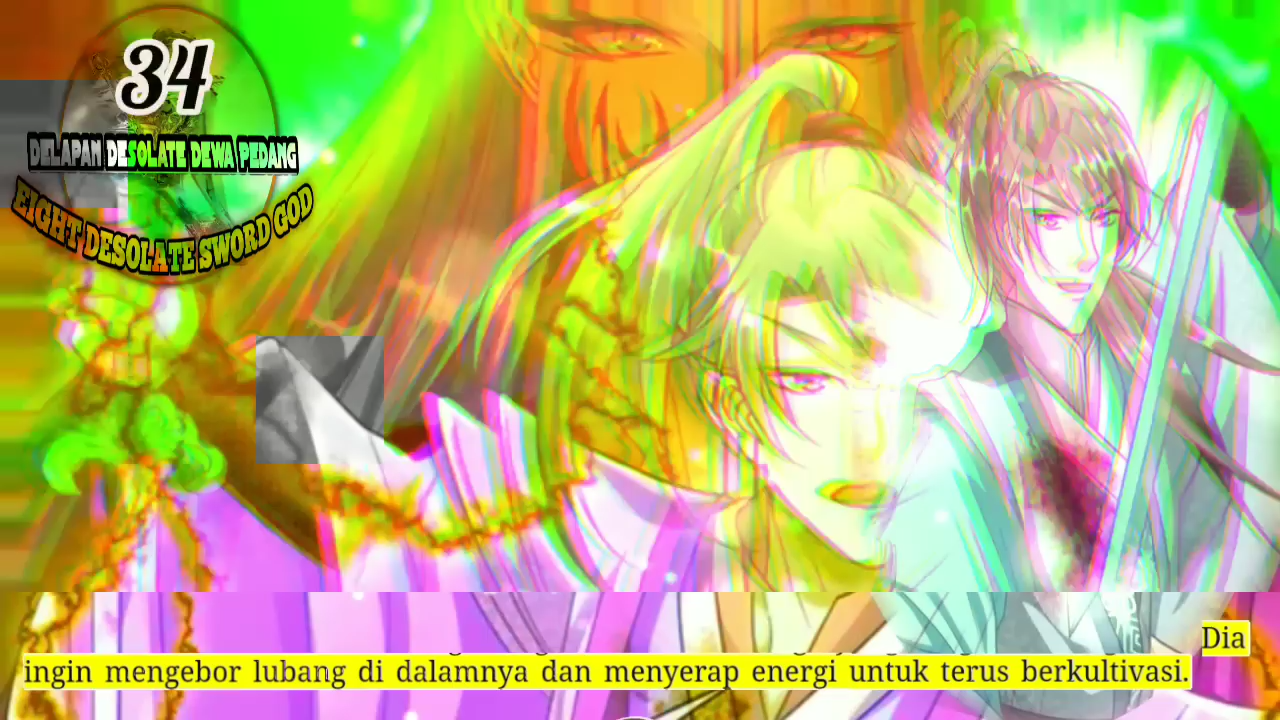 34
DELAPAN DESOLATE DEWA PEDANG
EIGHT DESOLATE SWORD GOD
Dia
ingin mengebor lubang di dalamnya dan menyerap energi untuk terus berkultivasi.